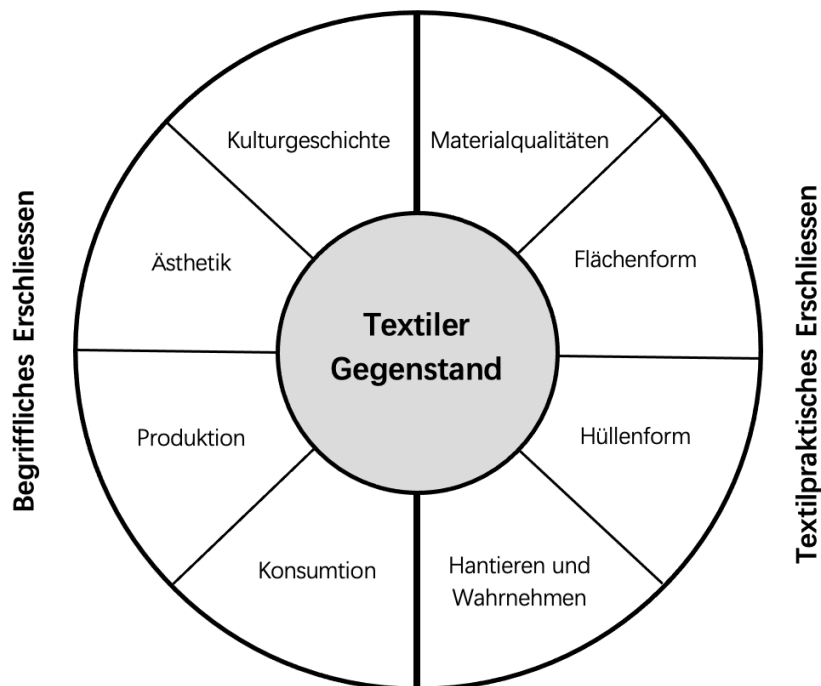 Kulturgeschichte
Materialqualitäten
Ästhetik
Flächenform
Textiler
Gegenstand
Produktion
Hüllenform
Konsumtion
Hantieren und
Wahrnehmen
Begriffliches Erschliessen
Textilpraktisches Erschliessen